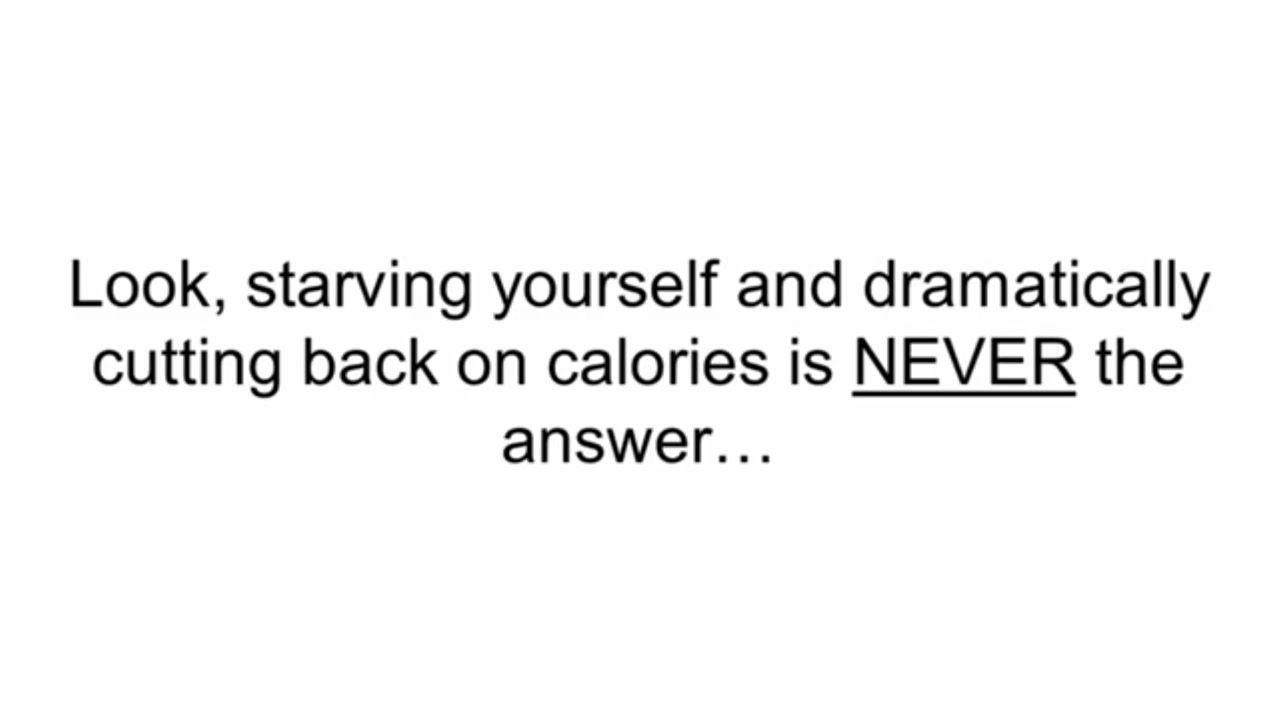 Look, starving yourself and dramatically
cutting back on calories is NEVER the
answer…